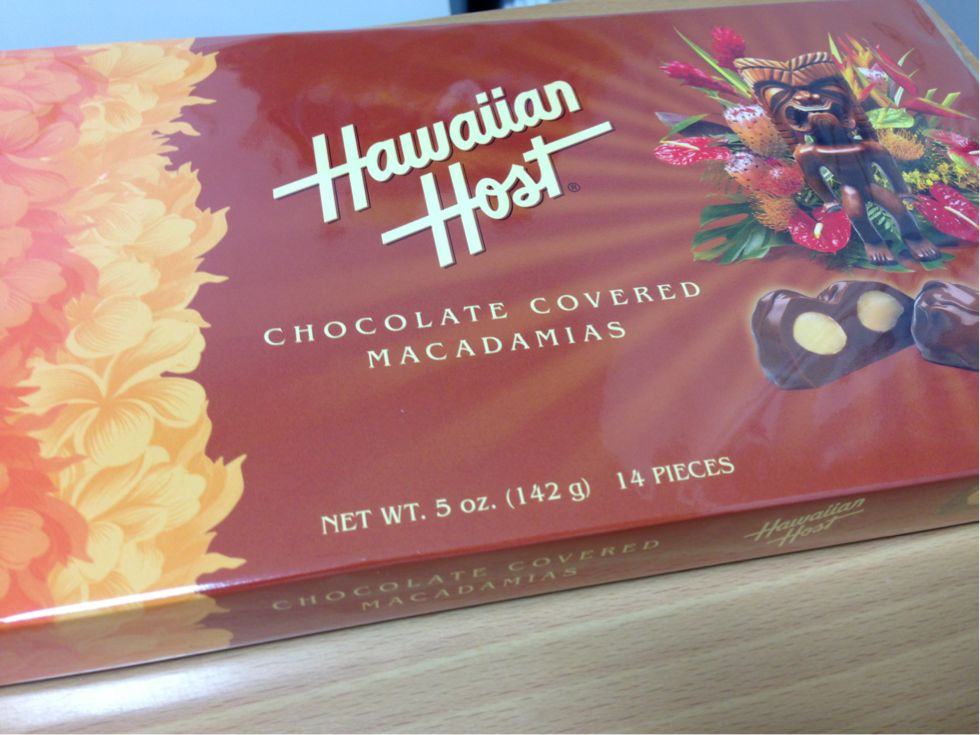 Hawaiian
Host®
CHOCOLATE COVERED
MACADAMIAS
NET WT. 5 oz. (142 g) 14 PIECES
CHOCOLATE COVERED
MACADAMIAS
Hawaiian
Host